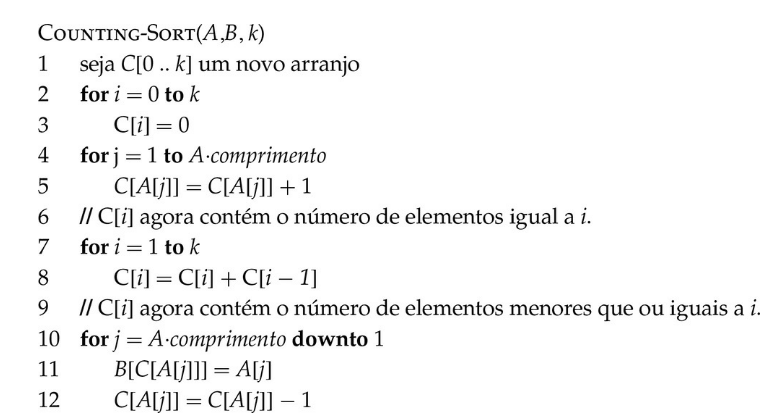 COUNTING-SORT(A,B, k)
1 seja C[0 .. k] um novo arranjo
2 for i = 0 to k
3 C[i] = 0
4 for j = 1 to A·comprimento
5 C[A[j]] = C[A[j]] + 1
6 // C[i] agora contém o número de elementos igual a i.
7 for i = 1 to k
8 C[i] = C[i] + C[i − 1]
9 // C[i] agora contém o número de elementos menores que ou iguais a i.
10 for j = A·comprimento downto 1
11 B[C[A[j]]] = A[j]
12 C[A[j]] = C[A[j]] − 1